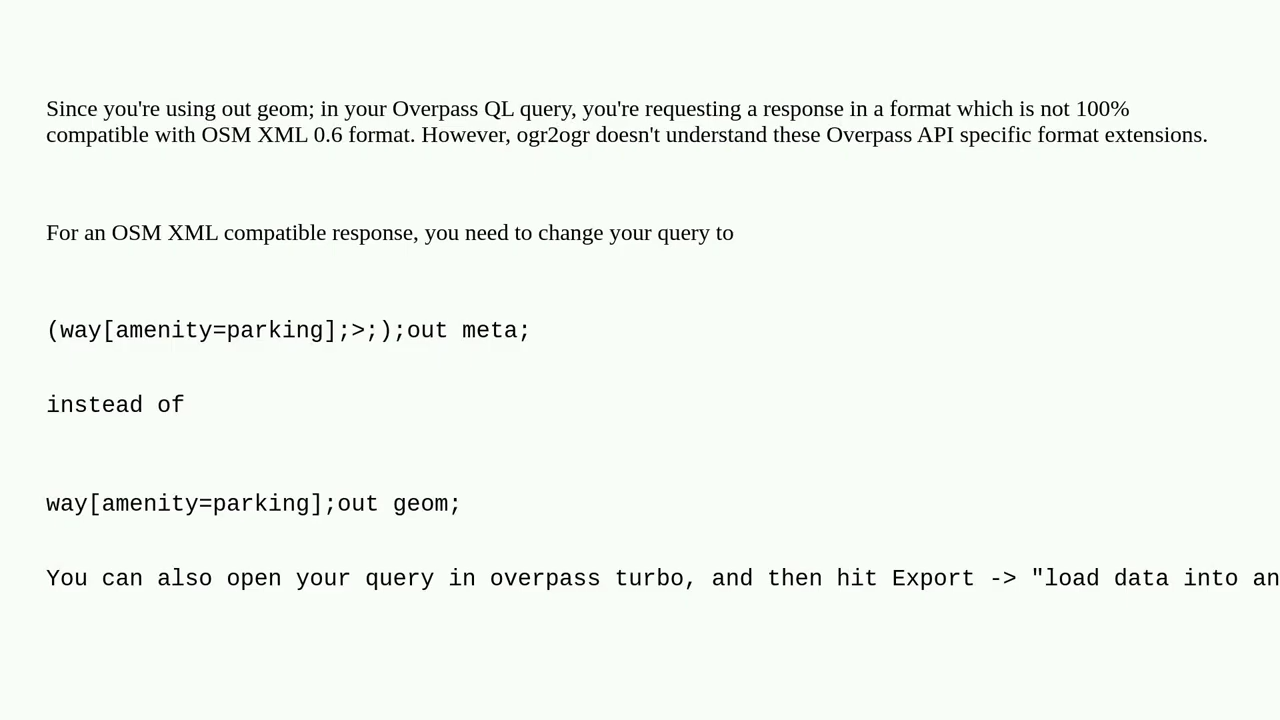 Since you're using out geom; in your Overpass QL query, you're requesting a response in a format which is not 100%
compatible with OSM XML 0.6 format. However, ogr2ogr doesn't understand these Overpass API specific format extensions.
For an OSM XML compatible response, you need to change your query to
(way[amenity=parking];>;);out meta;
instead of
way[amenity=parking];out geom;
You can also open your query in overpass turbo, and then hit Export -> "load data into an